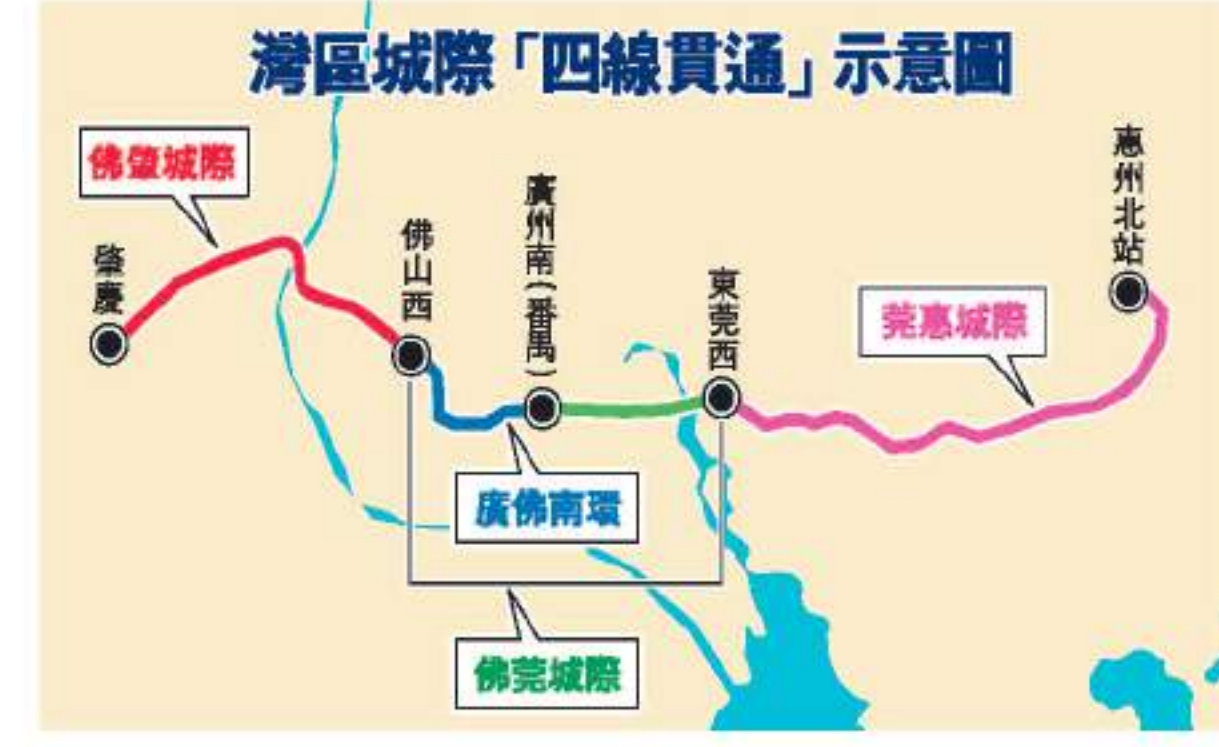 灣區城際「四線貫通」示意圖
佛肇城際
肇慶
佛山西
廣州南(番禺)
東莞西
惠州北站
莞惠城際
廣佛南環
佛莞城際